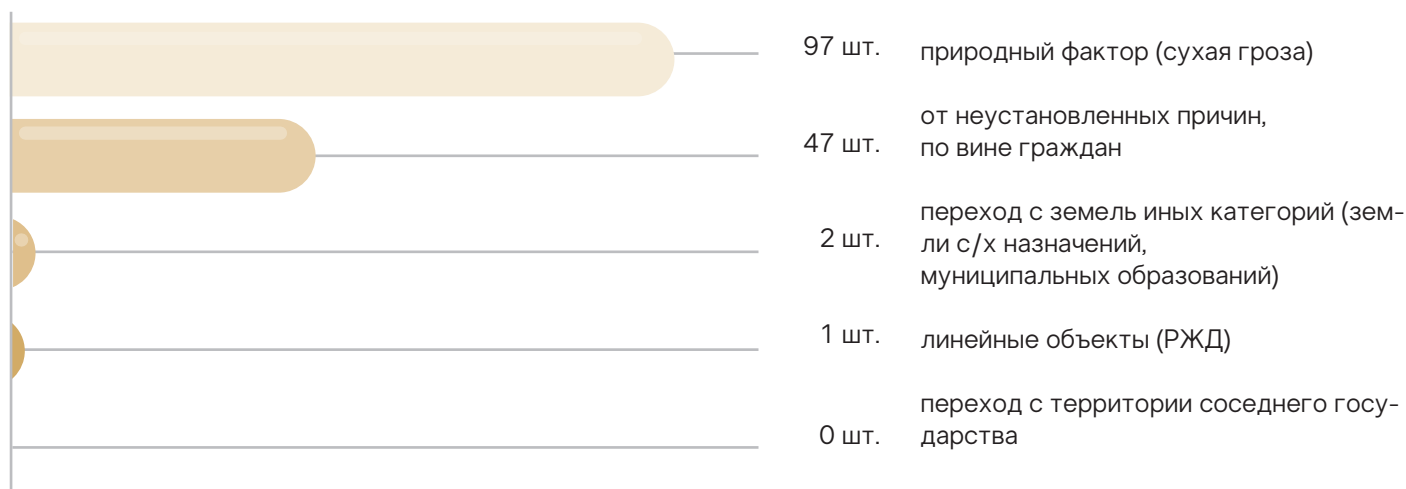 97 шт. природный фактор (сухая гроза)
47 шт. от неустановленных причин,
по вине граждан
2 шт. переход с земель иных категорий (зем-
ли с/х назначений,
муниципальных образований)
1 шт. линейные объекты (РЖД)
0 шт. переход с территории соседнего госу-
дарства